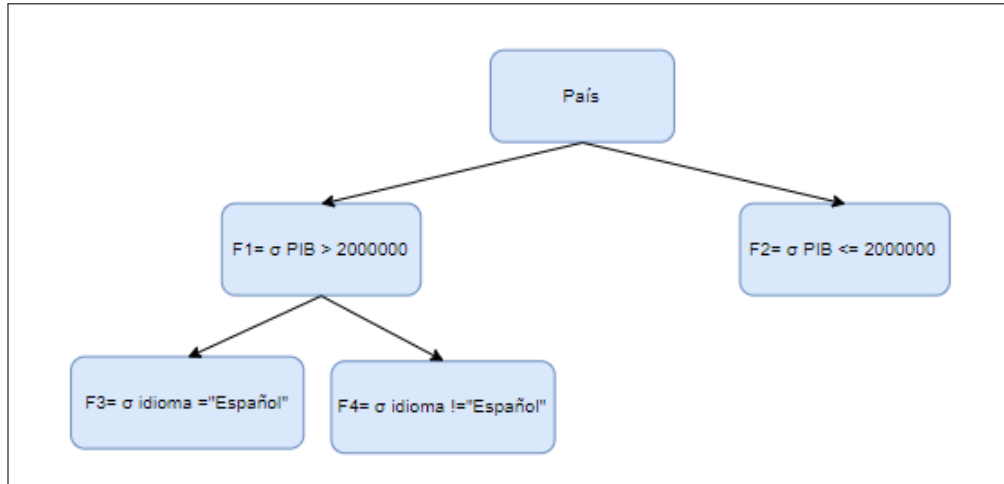 País
F1= σ PIB > 2000000
F2= σ PIB <= 2000000
F3= σ idioma ="Español"
F4= σ idioma !="Español"